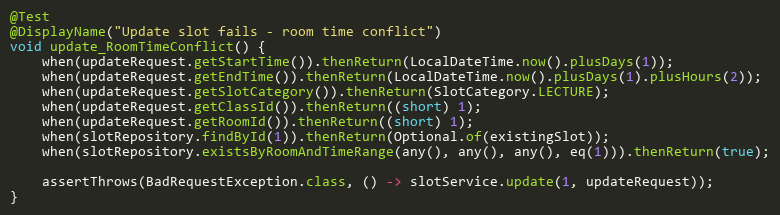 @Test
@DisplayName("Update slot fails - room time conflict")
void update_RoomTimeConflict() {
    when(updateRequest.getStartTime()).thenReturn(LocalDateTime.now().plusDays(1));
    when(updateRequest.getEndTime()).thenReturn(LocalDateTime.now().plusDays(1).plusHours(2));
    when(updateRequest.getSlotCategory()).thenReturn(SlotCategory.LECTURE);
    when(updateRequest.getClassId()).thenReturn((short) 1);
    when(updateRequest.getRoomId()).thenReturn((short) 1);
    when(slotRepository.findById(1)).thenReturn(Optional.of(existingSlot));
    when(slotRepository.existsByRoomAndTimeRange(any(), any(), any(), eq(1))).thenReturn(true);

    assertThrows(BadRequestException.class, () -> slotService.update(1, updateRequest));
}